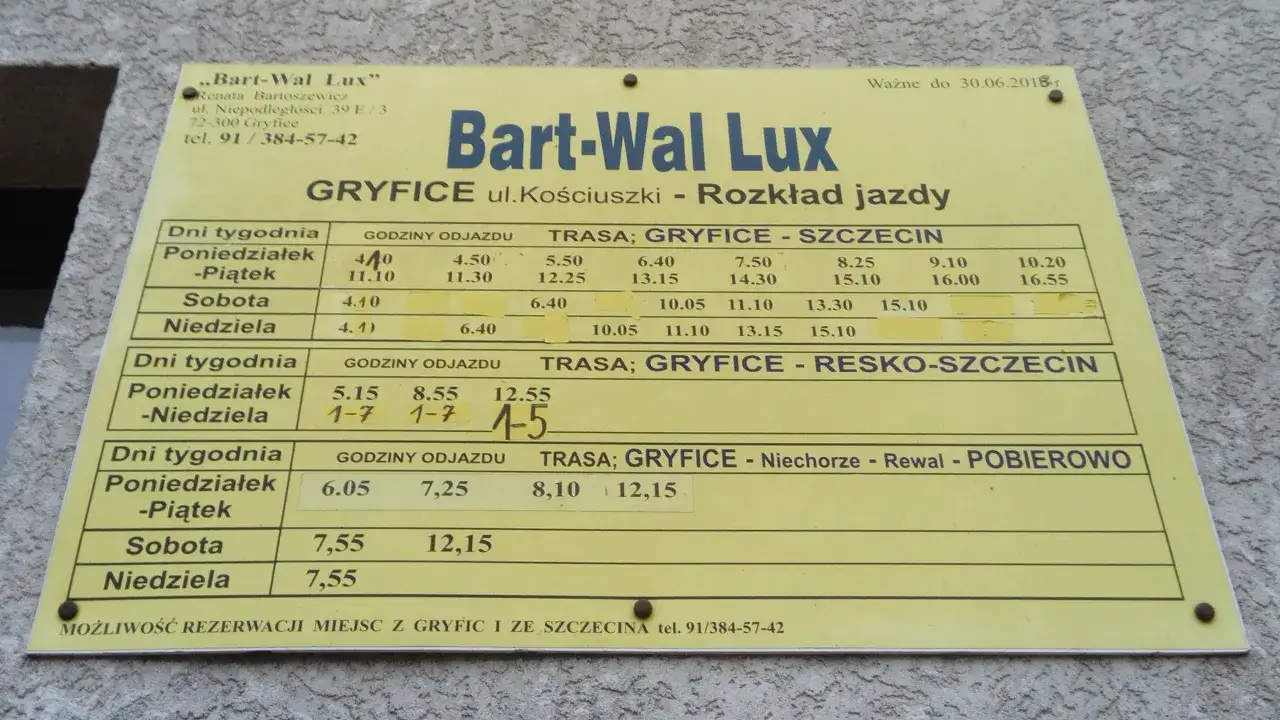 „Bart-Wal Lux”
Renata Bartoszewicz
ul. Niepodległości 39 E / 3
72-300 Gryfice
tel. 91 / 384-57-42
Ważne do 30.06.2018 r
Bart-Wal Lux
GRYFICE ul.Kościuszki - Rozkład jazdy
Dni tygodnia GODZINY ODJAZDU TRASA; GRYFICE - SZCZECIN
Poniedziałek 4.10 4.50 5.50 6.40 7.50 8.25 9.10 10.20
-Piątek 11.10 11.30 12.25 13.15 14.30 15.10 16.00 16.55
Sobota 4.10 6.40 10.05 11.10 13.30 15.10
Niedziela 4.10 6.40 10.05 11.10 13.15 15.10
Dni tygodnia GODZINY ODJAZDU TRASA; GRYFICE - RESKO-SZCZECIN
Poniedziałek 5.15 8.55 12.55
-Niedziela 1-7 1-7 1-5
Dni tygodnia GODZINY ODJAZDU TRASA; GRYFICE - Niechorze - Rewal - POBIEROWO
Poniedziałek 6.05 7,25 8,10 12,15
-Piątek
Sobota 7,55 12,15
Niedziela 7,55
MOŻLIWOŚĆ REZERWACJI MIEJSC Z GRYFIC I ZE SZCZECINA tel. 91/384-57-42